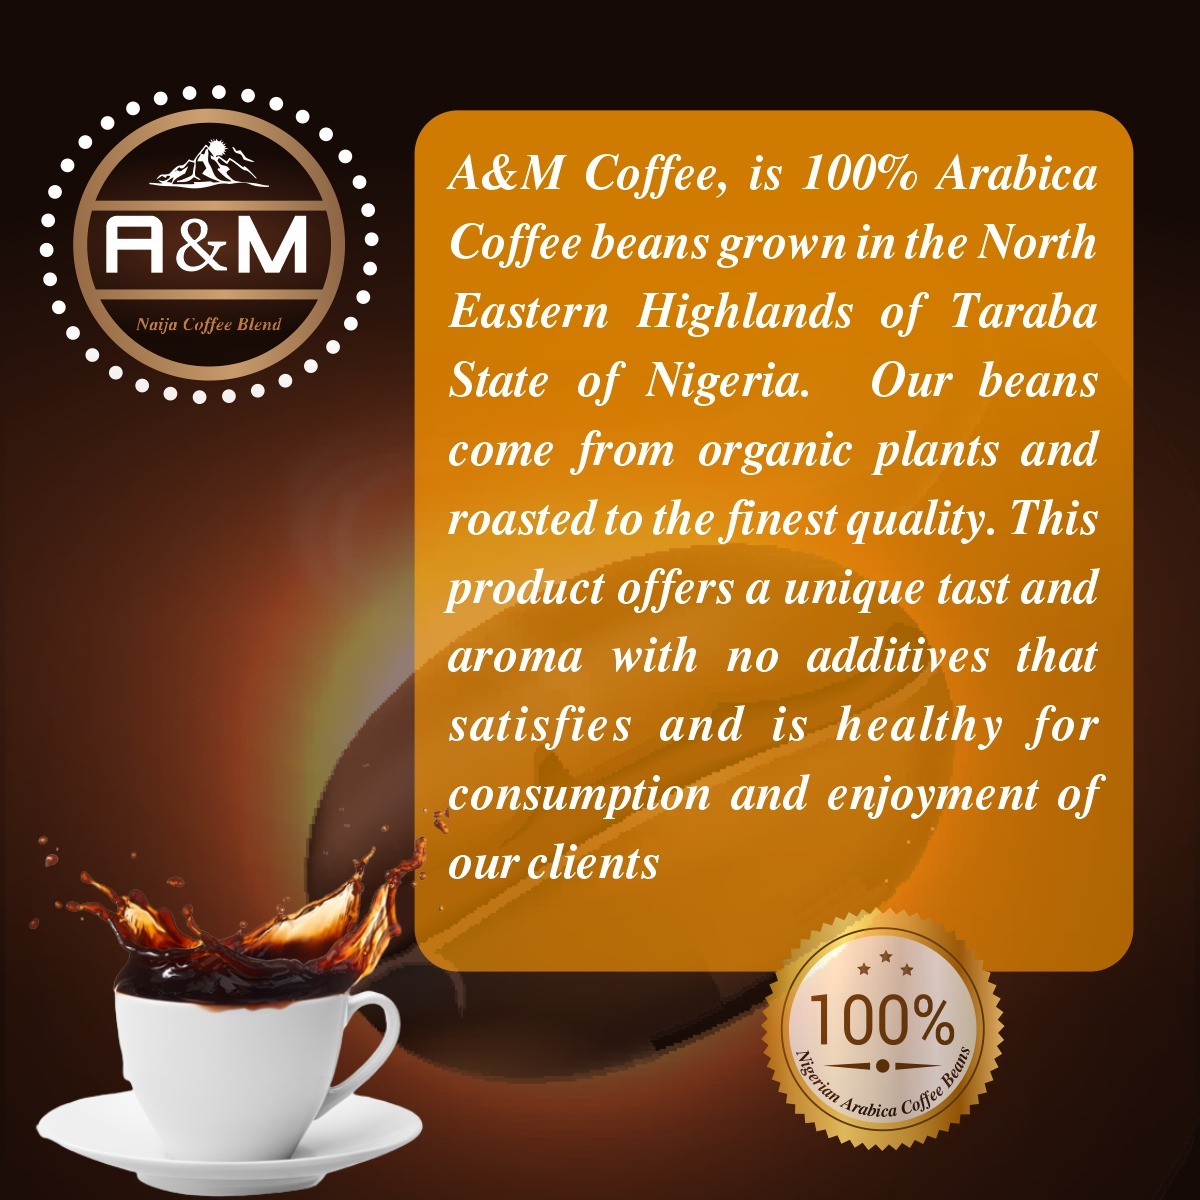 A&M
Naija Coffee Blend
A&M Coffee, is 100% Arabica
Coffee beans grown in the North
Eastern Highlands of Taraba
State of Nigeria. Our beans
come from organic plants and
roasted to the finest quality. This
product offers a unique tast and
aroma with no additives that
satisfies and is healthy for
consumption and enjoyment of
our clients
100%
Nigerian Arabica Coffee Beans